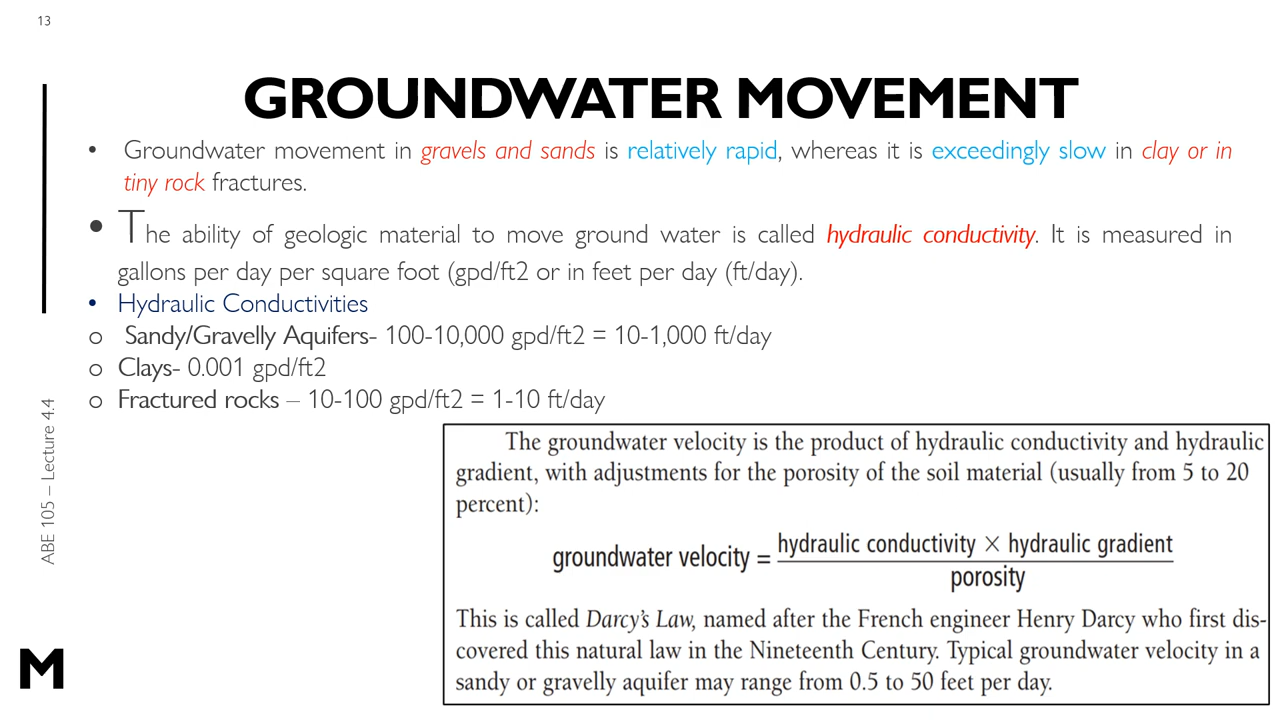 13
GROUNDWATER MOVEMENT
• Groundwater movement in gravels and sands is relatively rapid, whereas it is exceedingly slow in clay or in
tiny rock fractures.
• The ability of geologic material to move ground water is called hydraulic conductivity. It is measured in
gallons per day per square foot (gpd/ft2 or in feet per day (ft/day).
• Hydraulic Conductivities
o Sandy/Gravelly Aquifers- 100-10,000 gpd/ft2 = 10-1,000 ft/day
o Clays- 0.001 gpd/ft2
o Fractured rocks – 10-100 gpd/ft2 = 1-10 ft/day
The groundwater velocity is the product of hydraulic conductivity and hydraulic
gradient, with adjustments for the porosity of the soil material (usually from 5 to 20
percent):
groundwater velocity = hydraulic conductivity × hydraulic gradient
porosity
This is called Darcy's Law, named after the French engineer Henry Darcy who first dis-
covered this natural law in the Nineteenth Century. Typical groundwater velocity in a
sandy or gravelly aquifer may range from 0.5 to 50 feet per day.
ABE 105 – Lecture 4.4
M